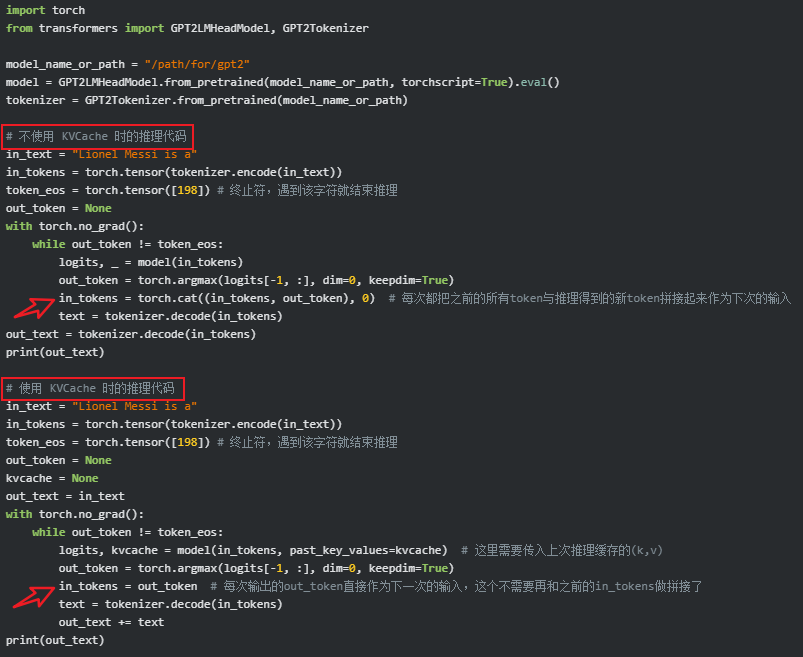 import torch
from transformers import GPT2LMHeadModel, GPT2Tokenizer

model_name_or_path = "/path/for/gpt2"
model = GPT2LMHeadModel.from_pretrained(model_name_or_path, torchscript=True).eval()
tokenizer = GPT2Tokenizer.from_pretrained(model_name_or_path)

# 不使用 KVCache 时的推理代码
in_text = "Lionel Messi is a"
in_tokens = torch.tensor(tokenizer.encode(in_text))
token_eos = torch.tensor([198]) # 终止符，遇到该字符就结束推理
out_token = None
with torch.no_grad():
    while out_token != token_eos:
        logits, _ = model(in_tokens)
        out_token = torch.argmax(logits[-1, :], dim=0, keepdim=True)
        in_tokens = torch.cat((in_tokens, out_token), 0)  # 每次都把之前的所有token与推理得到的新token拼接起来作为下次的输入
        text = tokenizer.decode(in_tokens)
out_text = tokenizer.decode(in_tokens)
print(out_text)

# 使用 KVCache 时的推理代码
in_text = "Lionel Messi is a"
in_tokens = torch.tensor(tokenizer.encode(in_text))
token_eos = torch.tensor([198]) # 终止符，遇到该字符就结束推理
out_token = None
kvcache = None
out_text = in_text
with torch.no_grad():
    while out_token != token_eos:
        logits, kvcache = model(in_tokens, past_key_values=kvcache)  # 这里需要传入上次推理缓存的(k,v)
        out_token = torch.argmax(logits[-1, :], dim=0, keepdim=True)
        in_tokens = out_token  # 每次输出的out_token直接作为下一次的输入，这个不需要再和之前的in_tokens做拼接了
        text = tokenizer.decode(in_tokens)
        out_text += text
print(out_text)